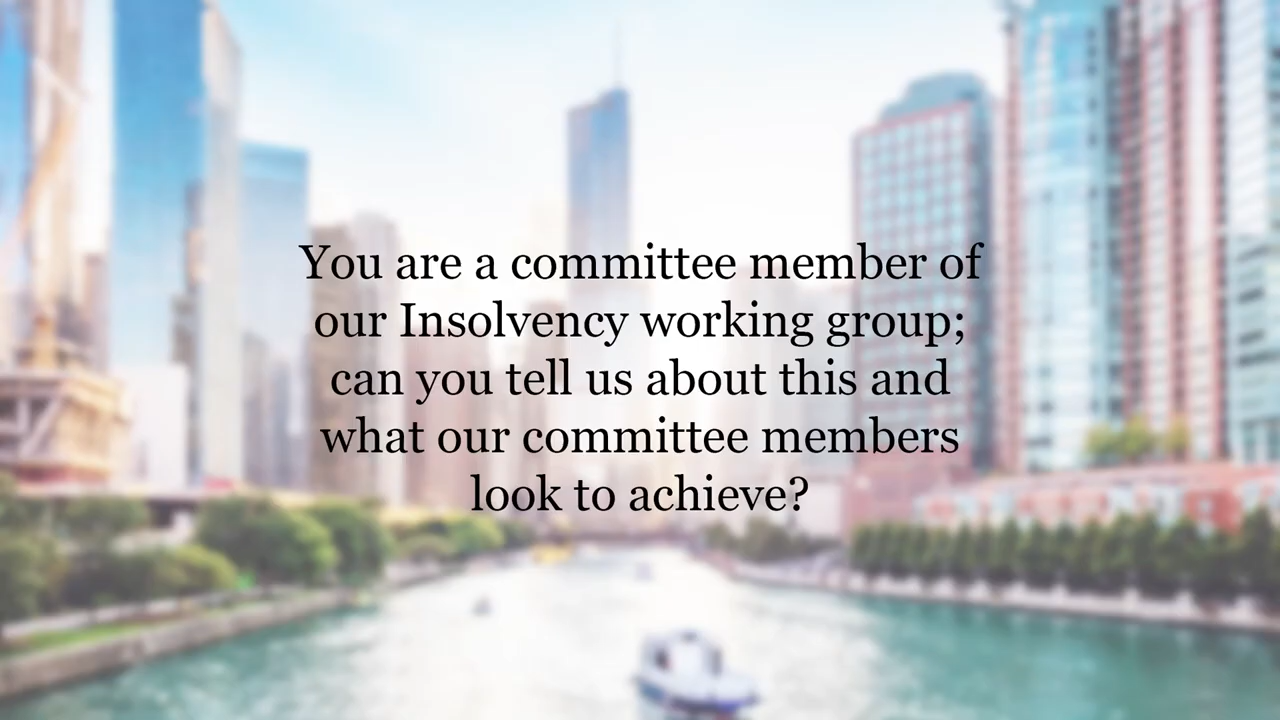 You are a committee member of
our Insolvency working group;
can you tell us about this and
what our committee members
look to achieve?